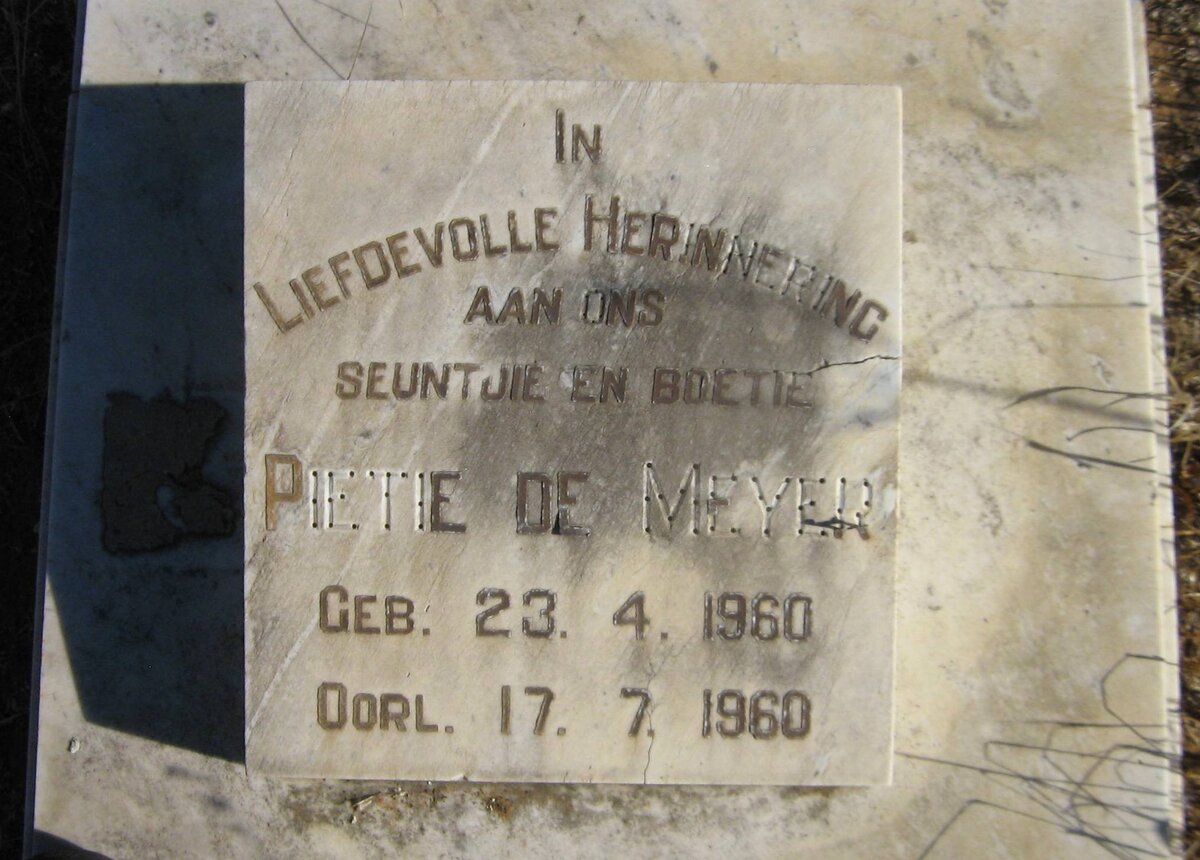 IN
LIEFDEVOLLE HERINNERING
AAN ONS
SEUNTJIE EN BOETIE
PIETIE DE MEYER
GEB. 23. 4. 1960
OORL. 17. 7. 1960